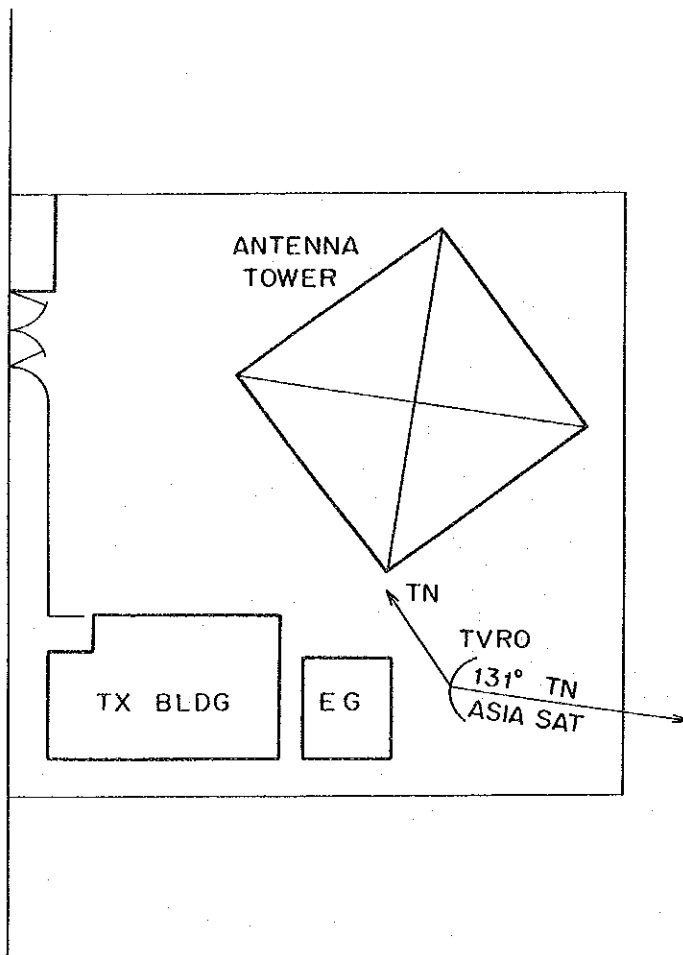 ANTENNA
TOWER
TN
TVRO
131° TN
ASIA SAT
TX BLDG
EG